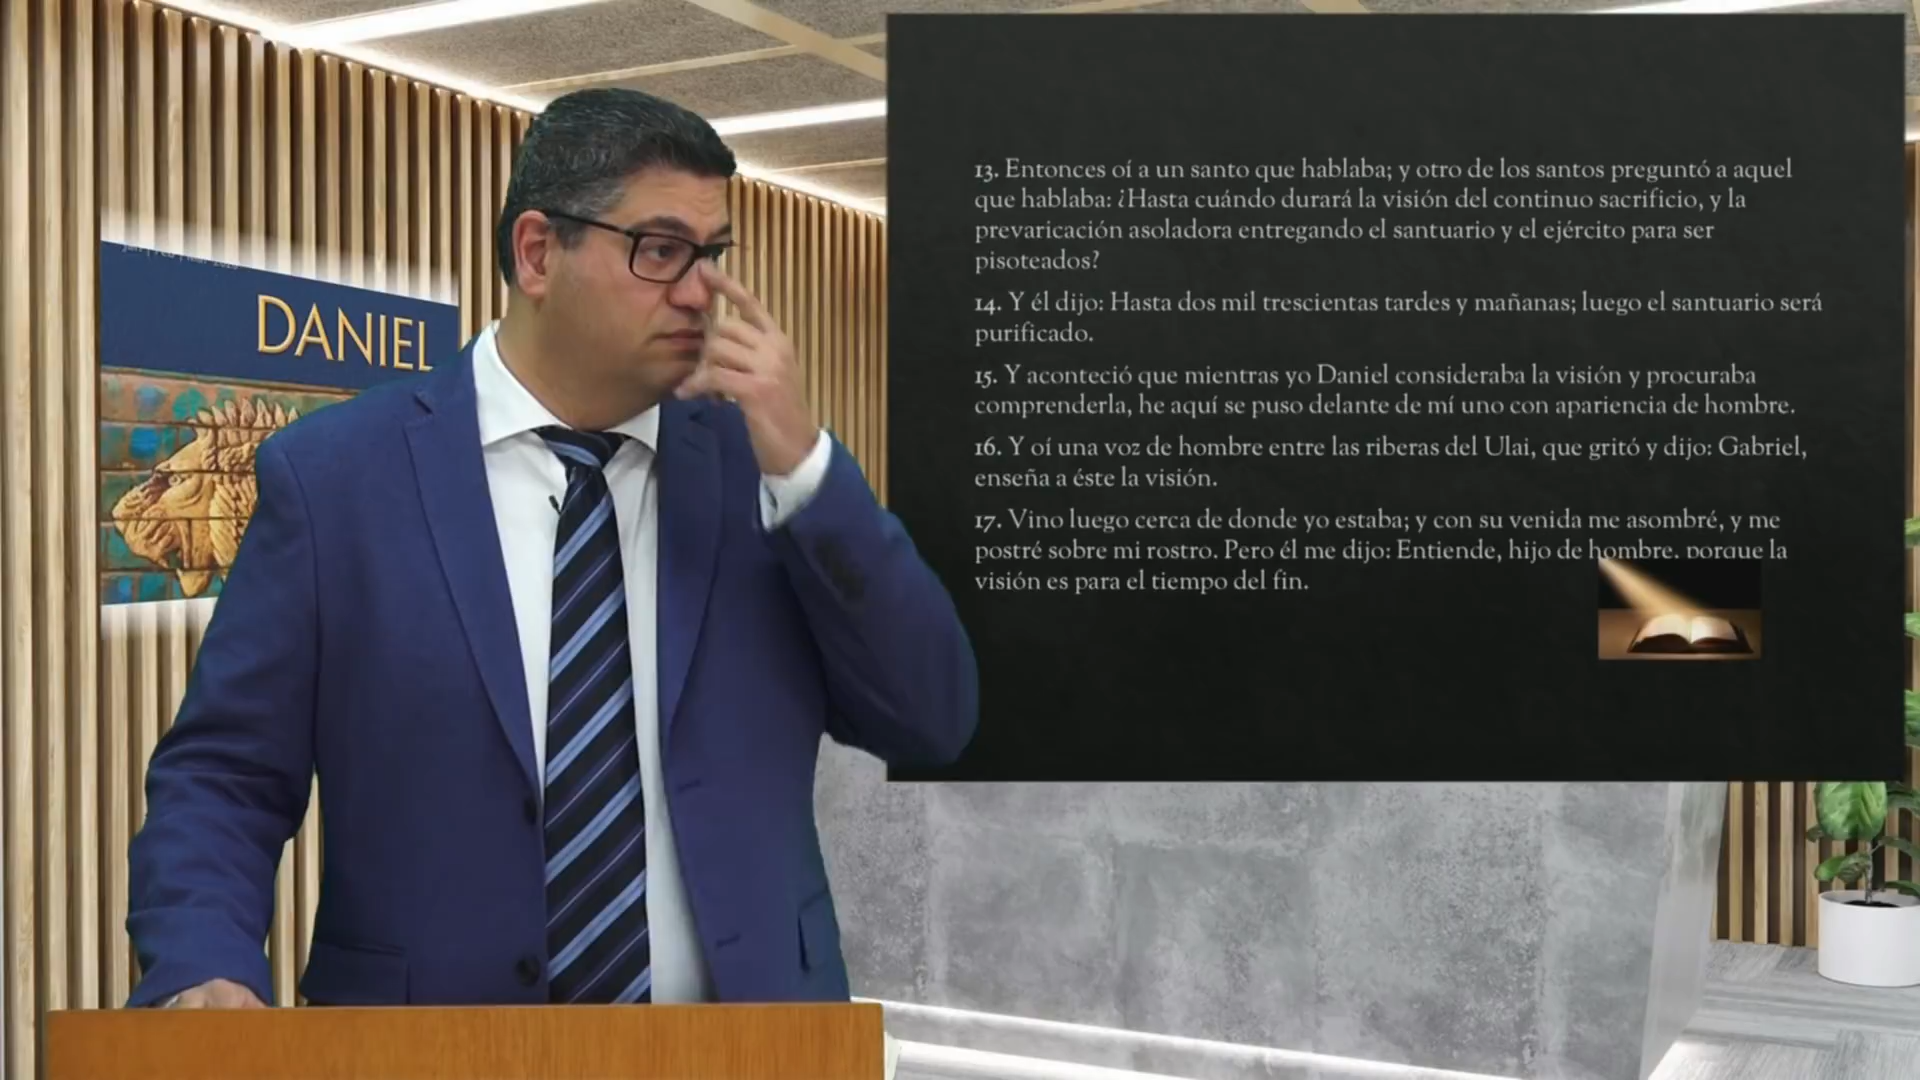 DANIEL
13. Entonces oí a un santo que hablaba; y otro de los santos preguntó a aquel
que hablaba: ¿Hasta cuándo durará la visión del continuo sacrificio, y la
prevaricación asoladora entregando el santuario y el ejército para ser
pisoteados?
14. Y él dijo: Hasta dos mil trescientas tardes y mañanas; luego el santuario será
purificado.
15. Y aconteció que mientras yo Daniel consideraba la visión y procuraba
comprenderla, he aquí se puso delante de mí uno con apariencia de hombre.
16. Y oí una voz de hombre entre las riberas del Ulai, que gritó y dijo: Gabriel,
enseña a éste la visión.
17. Vino luego cerca de donde yo estaba; y con su venida me asombré, y me
postré sobre mi rostro. Pero él me dijo: Entiende, hijo de hombre, porque la
visión es para el tiempo del fin.